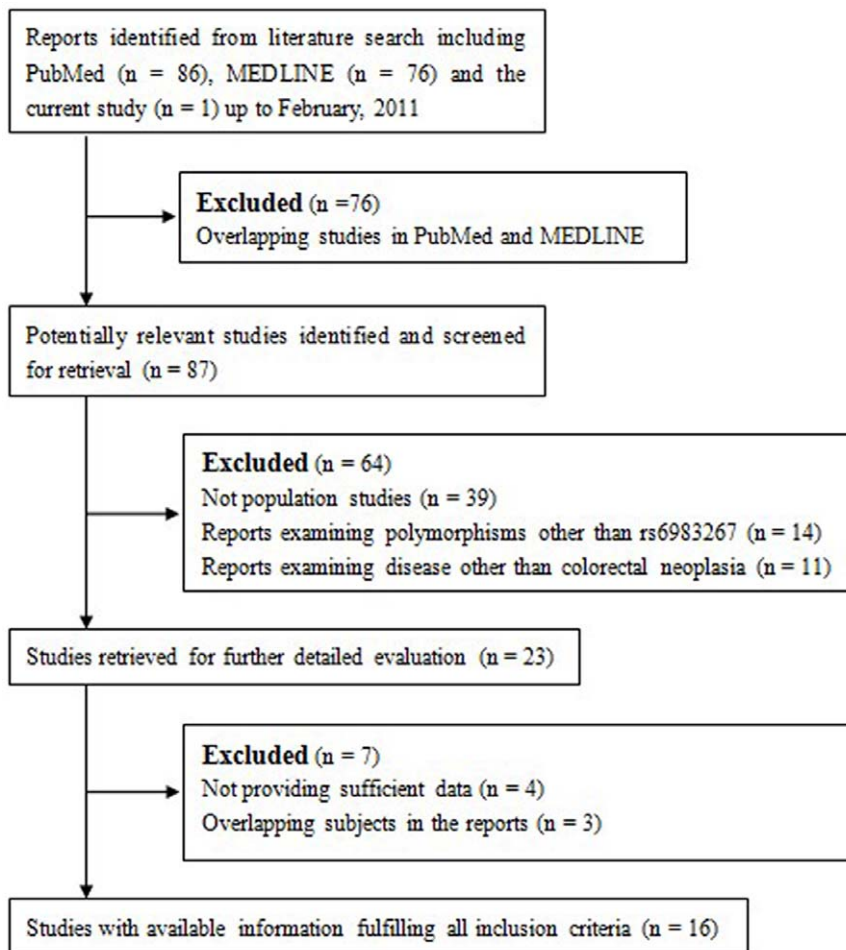 Reports identified from literature search including
PubMed (n = 86), MEDLINE (n = 76) and the
current study (n = 1) up to February, 2011
Excluded (n =76)
Overlapping studies in PubMed and MEDLINE
Potentially relevant studies identified and screened
for retrieval (n = 87)
Excluded (n = 64)
Not population studies (n = 39)
Reports examining polymorphisms other than rs6983267 (n = 14)
Reports examining disease other than colorectal neoplasia (n = 11)
Studies retrieved for further detailed evaluation (n = 23)
Excluded (n = 7)
Not providing sufficient data (n = 4)
Overlapping subjects in the reports (n = 3)
Studies with available information fulfilling all inclusion criteria (n = 16)